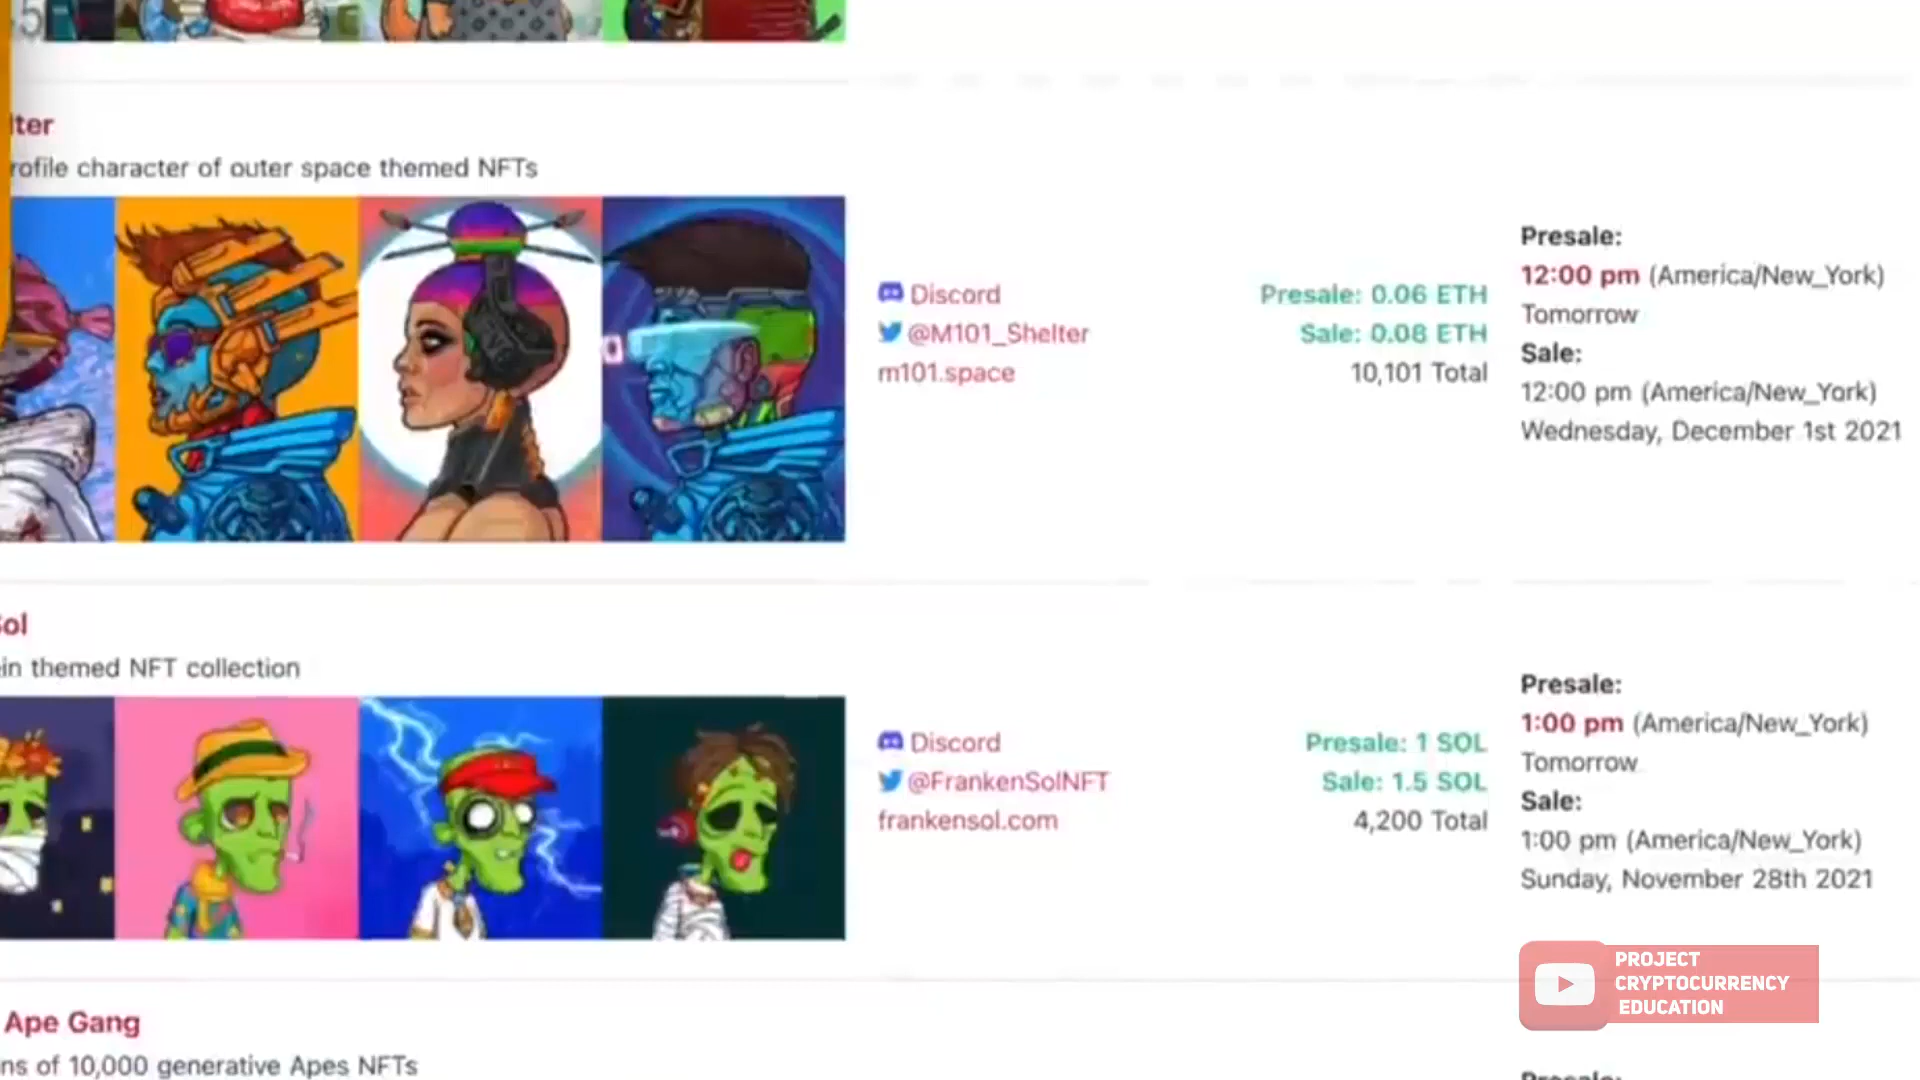 5
lter
rofile character of outer space themed NFTs
Discord
@M101_Shelter
m101.space
Presale: 0.06 ETH
Sale: 0.08 ETH
10,101 Total
Presale:
12:00 pm (America/New_York)
Tomorrow
Sale:
12:00 pm (America/New_York)
Wednesday, December 1st 2021
Sol
ein themed NFT collection
Discord
@FrankenSolNFT
frankensol.com
Presale: 1 SOL
Sale: 1.5 SOL
4,200 Total
Presale:
1:00 pm (America/New_York)
Tomorrow
Sale:
1:00 pm (America/New_York)
Sunday, November 28th 2021
PROJECT
CRYPTOCURRENCY
EDUCATION
Ape Gang
ns of 10,000 generative Apes NFTs
Presale: